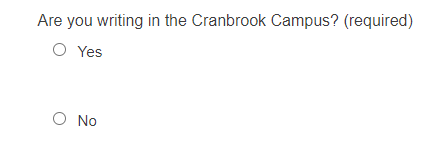 Are you writing in the Cranbrook Campus? (required)
Yes
No